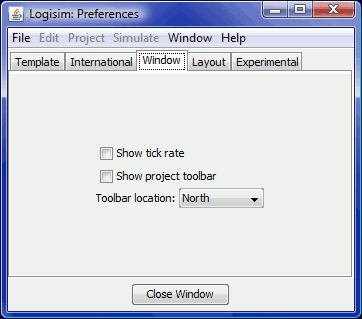 Logisim: Preferences
File Edit Project Simulate Window Help
Template International Window Layout Experimental
Show tick rate
Show project toolbar
Toolbar location: North
Close Window